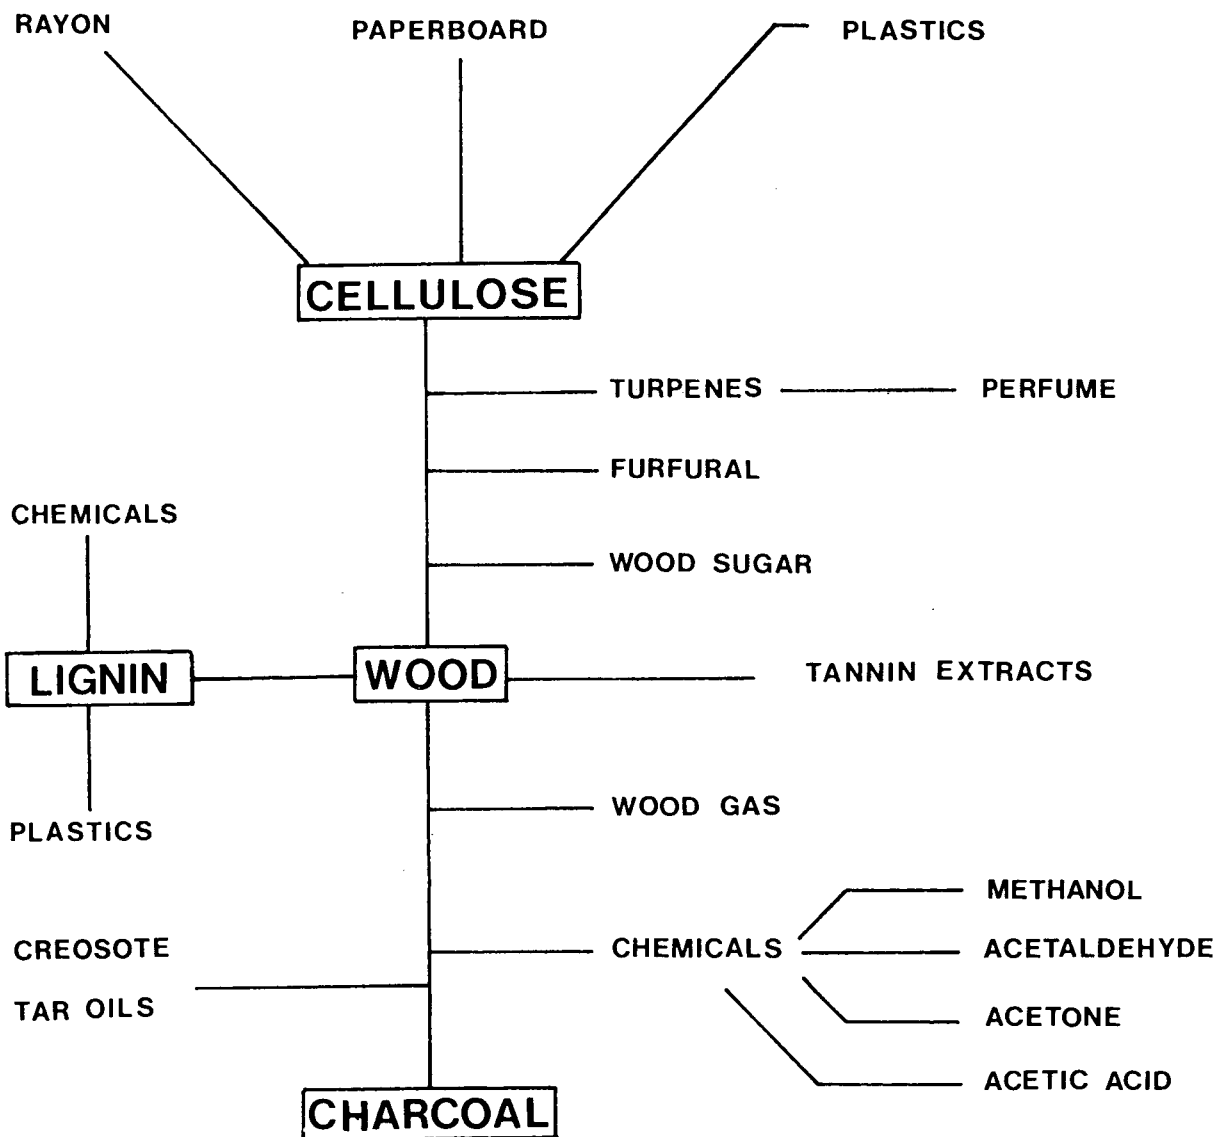 RAYON
PAPERBOARD
PLASTICS
CELLULOSE
TURPENES
PERFUME
FURFURAL
CHEMICALS
WOOD SUGAR
LIGNIN
WOOD
TANNIN EXTRACTS
WOOD GAS
PLASTICS
METHANOL
CREOSOTE
CHEMICALS
ACETALDEHYDE
TAR OILS
ACETONE
ACETIC ACID
CHARCOAL